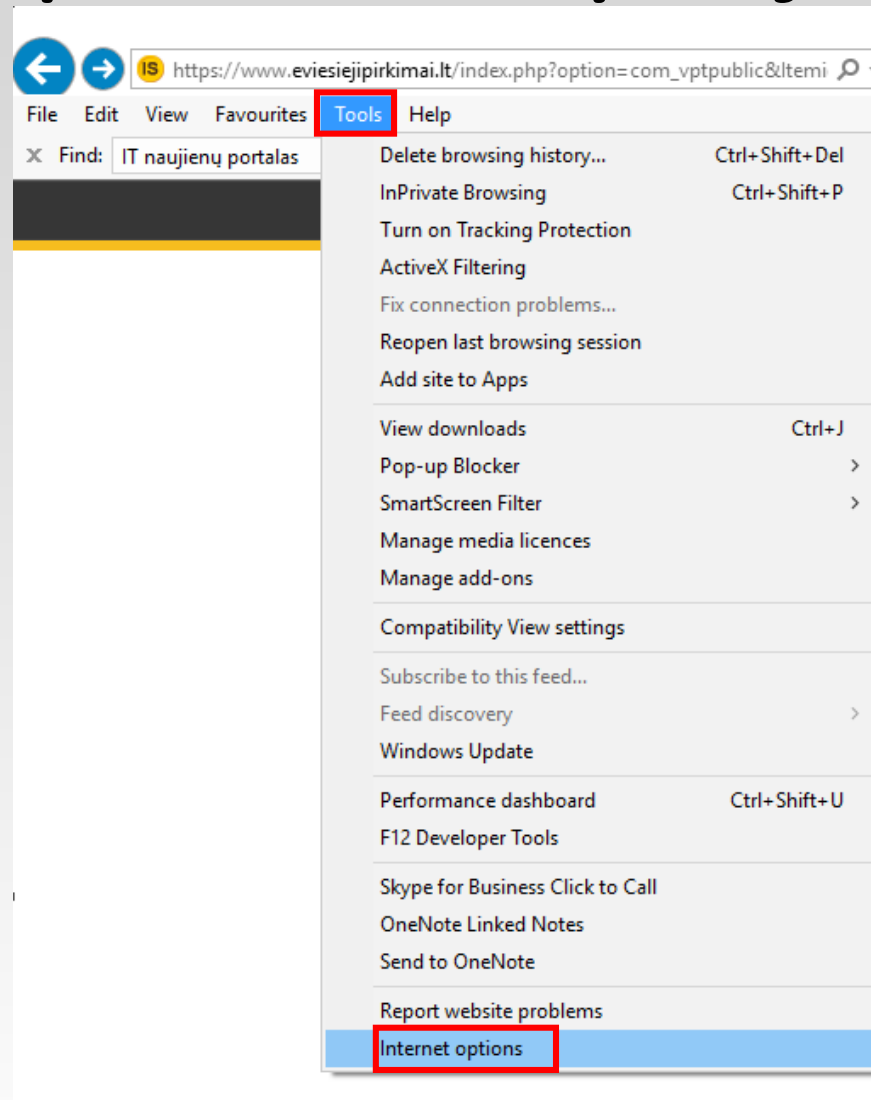 IS https://www.eviesiejipirkimai.lt/index.php?option=com_vptpublic&Itemi
File Edit View Favourites Tools Help
x Find: IT naujienų portalas
Delete browsing history... Ctrl+Shift+Del
InPrivate Browsing Ctrl+Shift+P
Turn on Tracking Protection
ActiveX Filtering
Fix connection problems...
Reopen last browsing session
Add site to Apps
View downloads Ctrl+J
Pop-up Blocker >
SmartScreen Filter >
Manage media licences
Manage add-ons
Compatibility View settings
Subscribe to this feed...
Feed discovery >
Windows Update
Performance dashboard Ctrl+Shift+U
F12 Developer Tools
Skype for Business Click to Call
OneNote Linked Notes
Send to OneNote
Report website problems
Internet options